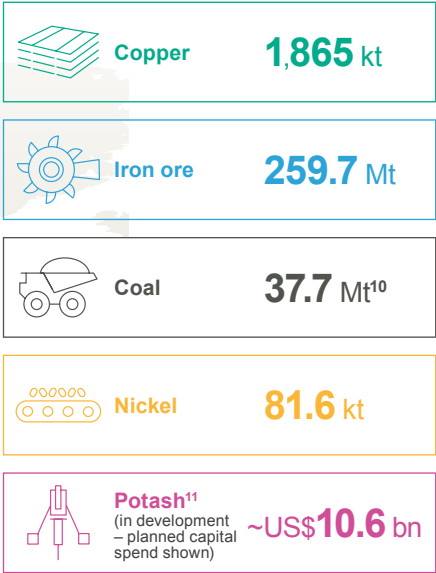 Copper 1,865 kt
Iron ore 259.7 Mt
Coal 37.7 Mt¹⁰
Nickel 81.6 kt
Potash¹¹
(in development
– planned capital
spend shown)
~US$10.6 bn